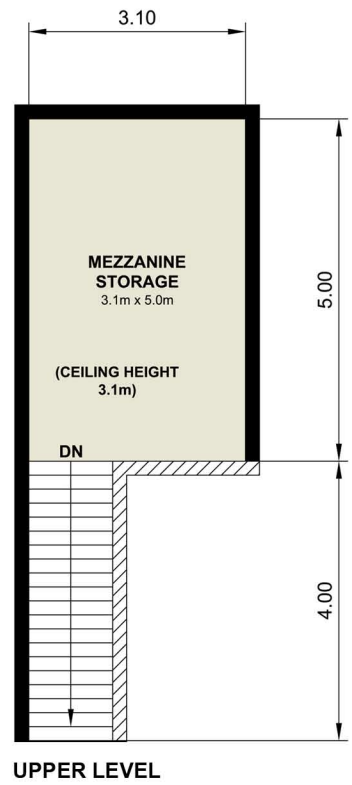 3.10
MEZZANINE
STORAGE
3.1m x 5.0m
5.00
(CEILING HEIGHT
3.1m)
DN
4.00
UPPER LEVEL